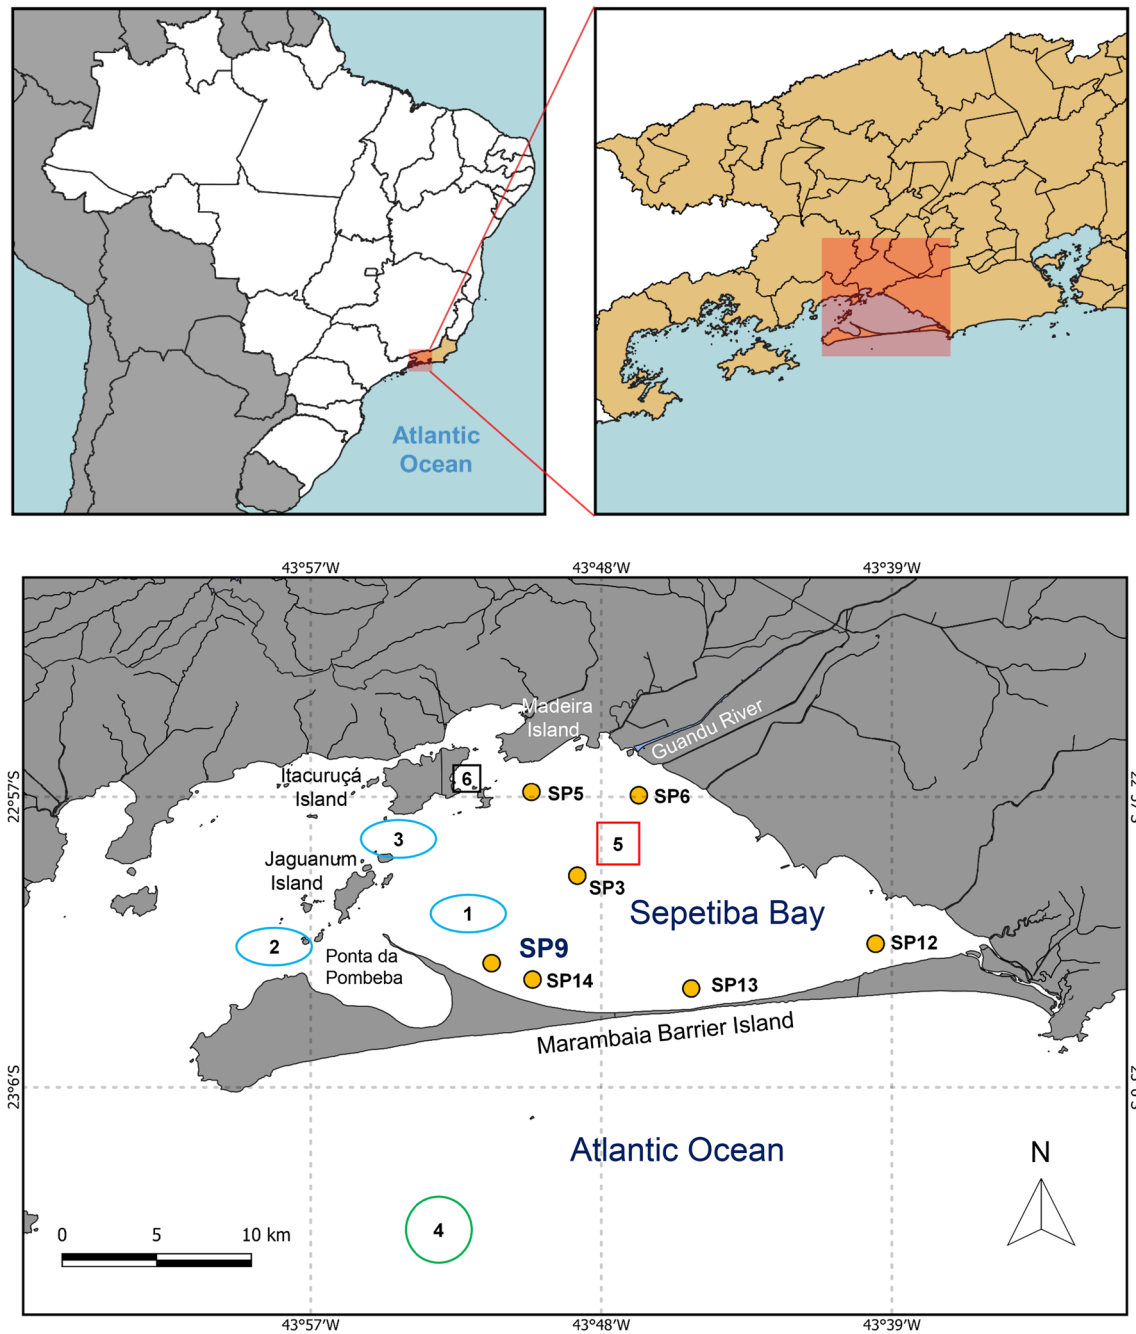 Atlantic
Ocean
43°57'W
43°48'W
43°39'W
Madeira
Island
Guandu River
Itacuruçá
Island
6
22°57'S
SP5
SP6
3
5
Jaguanum
Island
SP3
1
Sepetiba Bay
2
SP9
SP12
Ponta da
Pombeba
SP14
SP13
Marambaia Barrier Island
23°6'S
Atlantic Ocean
N
4
0
5
10 km
43°57'W
43°48'W
43°39'W